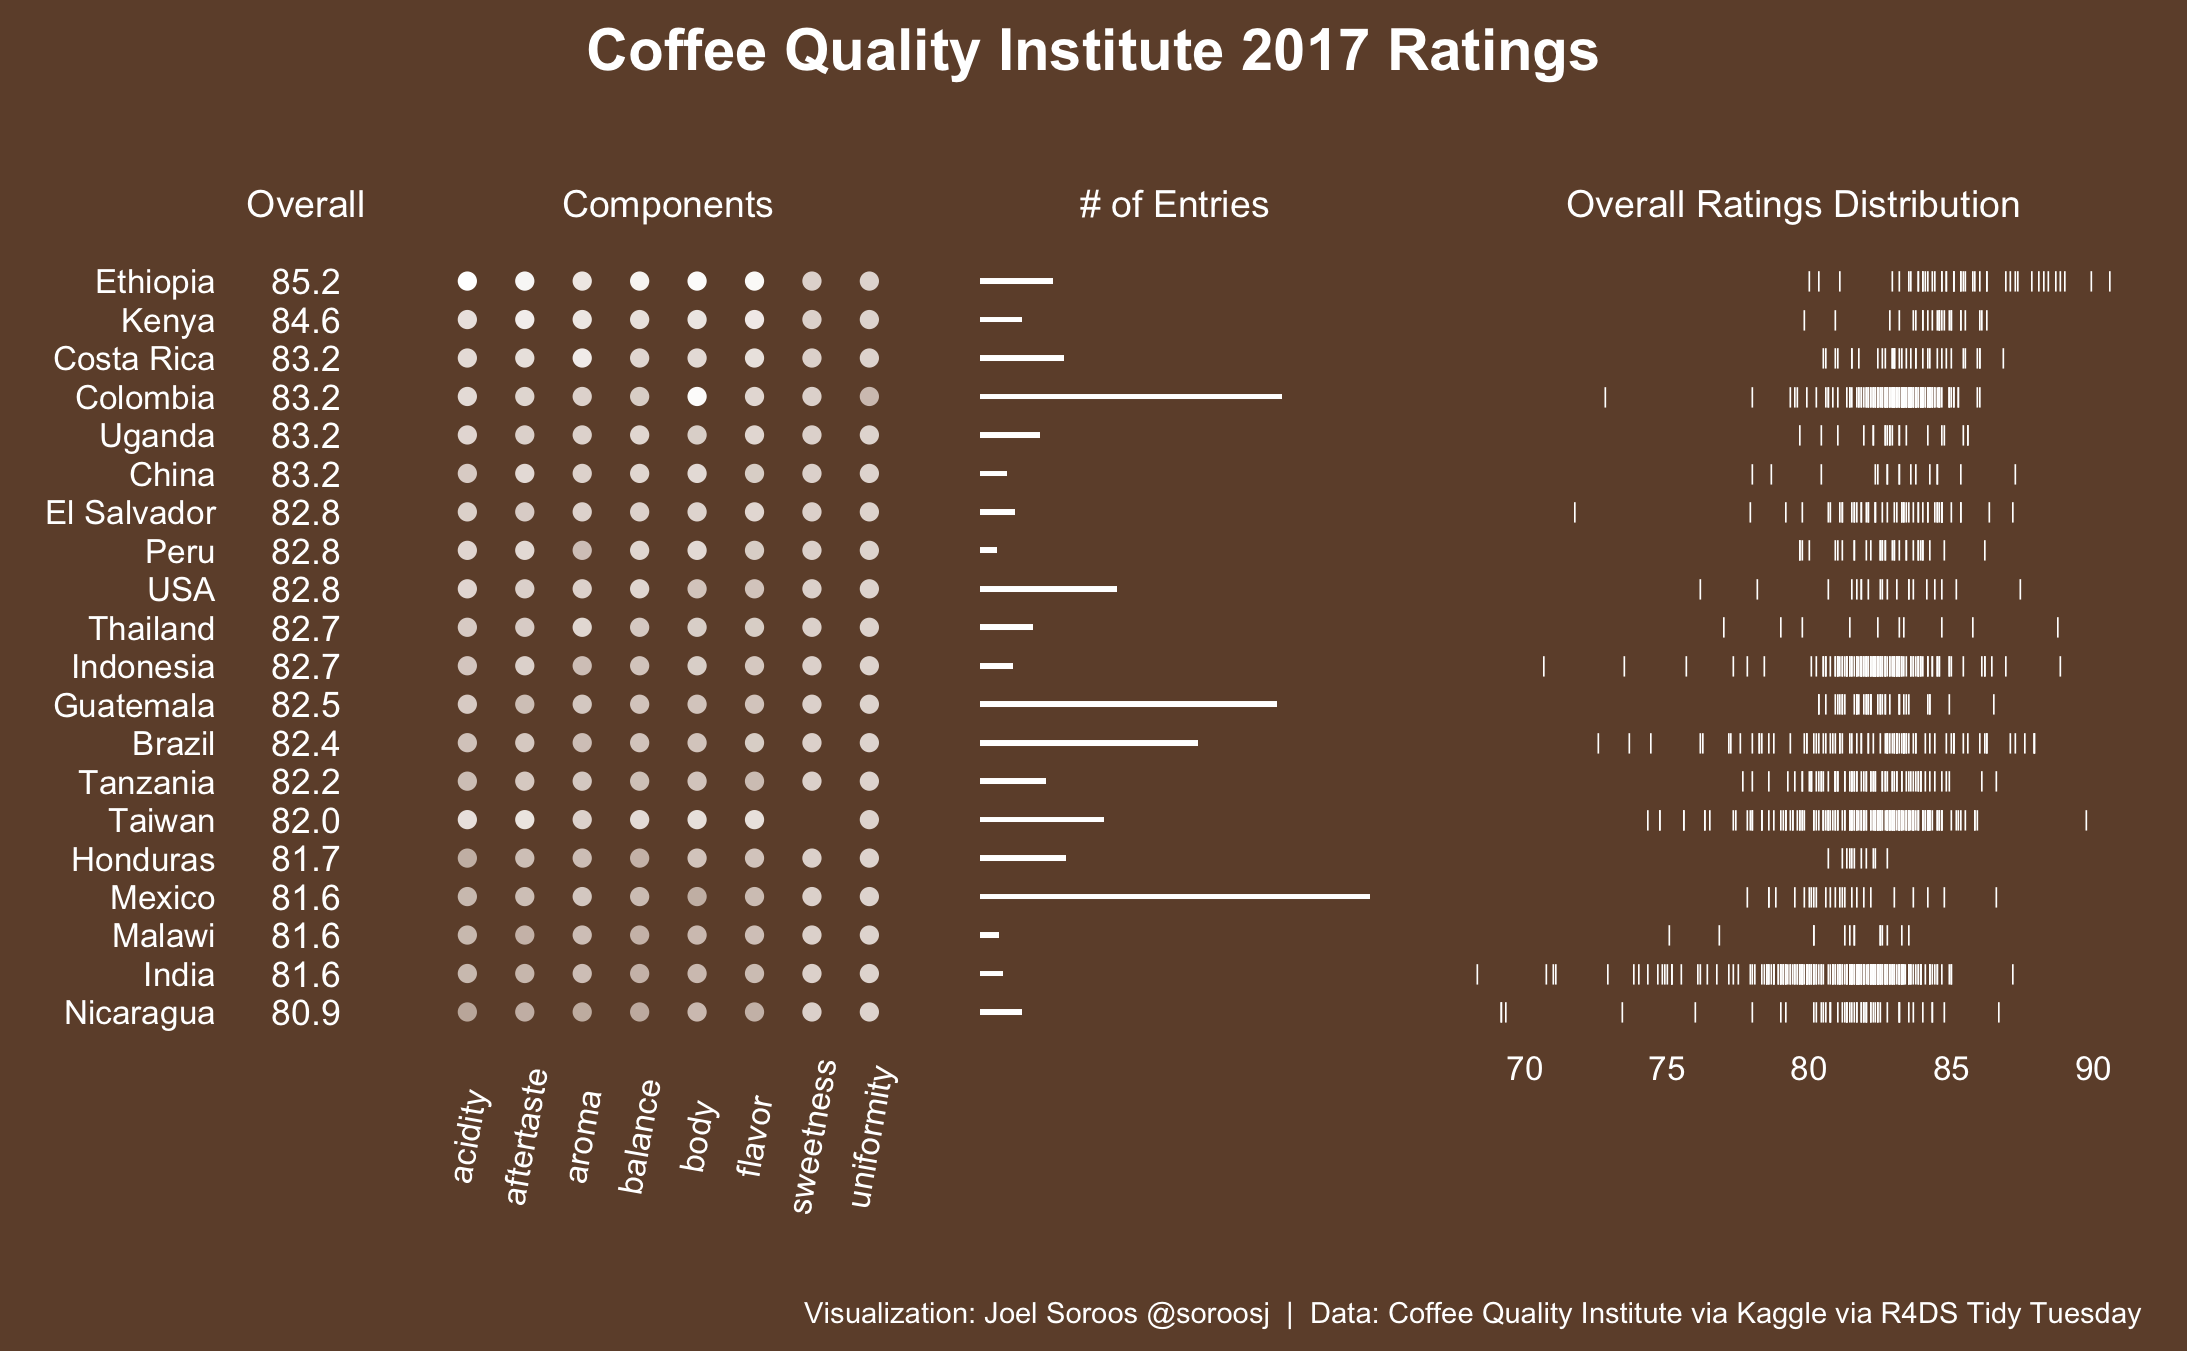 Coffee Quality Institute 2017 Ratings
Overall Components # of Entries Overall Ratings Distribution
Ethiopia 85.2
Kenya 84.6
Costa Rica 83.2
Colombia 83.2
Uganda 83.2
China 83.2
El Salvador 82.8
Peru 82.8
USA 82.8
Thailand 82.7
Indonesia 82.7
Guatemala 82.5
Brazil 82.4
Tanzania 82.2
Taiwan 82.0
Honduras 81.7
Mexico 81.6
Malawi 81.6
India 81.6
Nicaragua 80.9
acidity aftertaste aroma balance body flavor sweetness uniformity
70 75 80 85 90
Visualization: Joel Soroos @soroosj | Data: Coffee Quality Institute via Kaggle via R4DS Tidy Tuesday